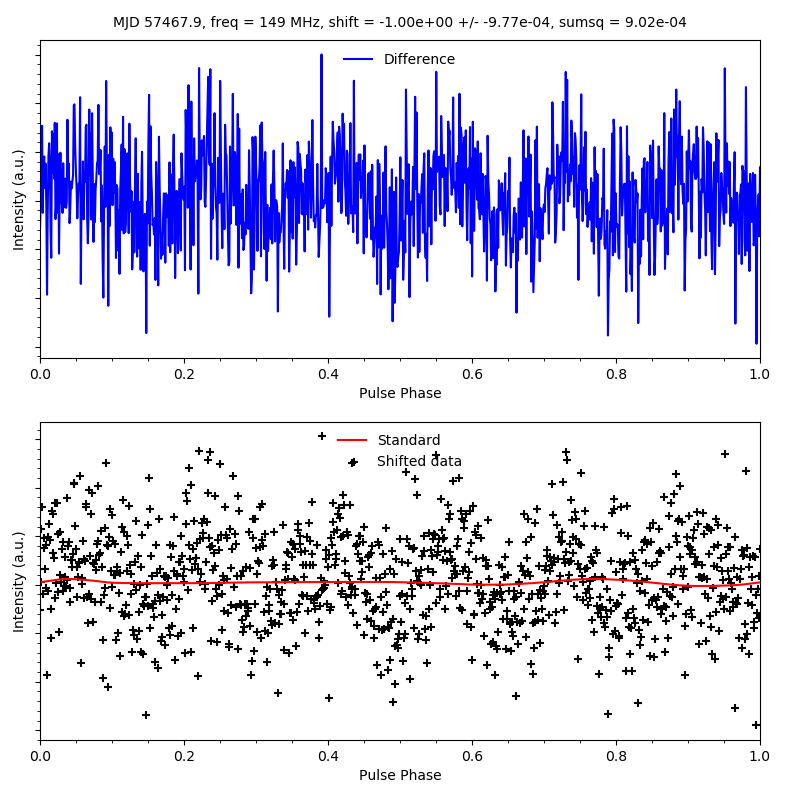 MJD 57467.9, freq = 149 MHz, shift = -1.00e+00 +/- -9.77e-04, sumsq = 9.02e-04
Difference
Intensity (a.u.)
0.0 0.2 0.4 0.6 0.8 1.0
Pulse Phase
Standard
Shifted data
Intensity (a.u.)
0.0 0.2 0.4 0.6 0.8 1.0
Pulse Phase